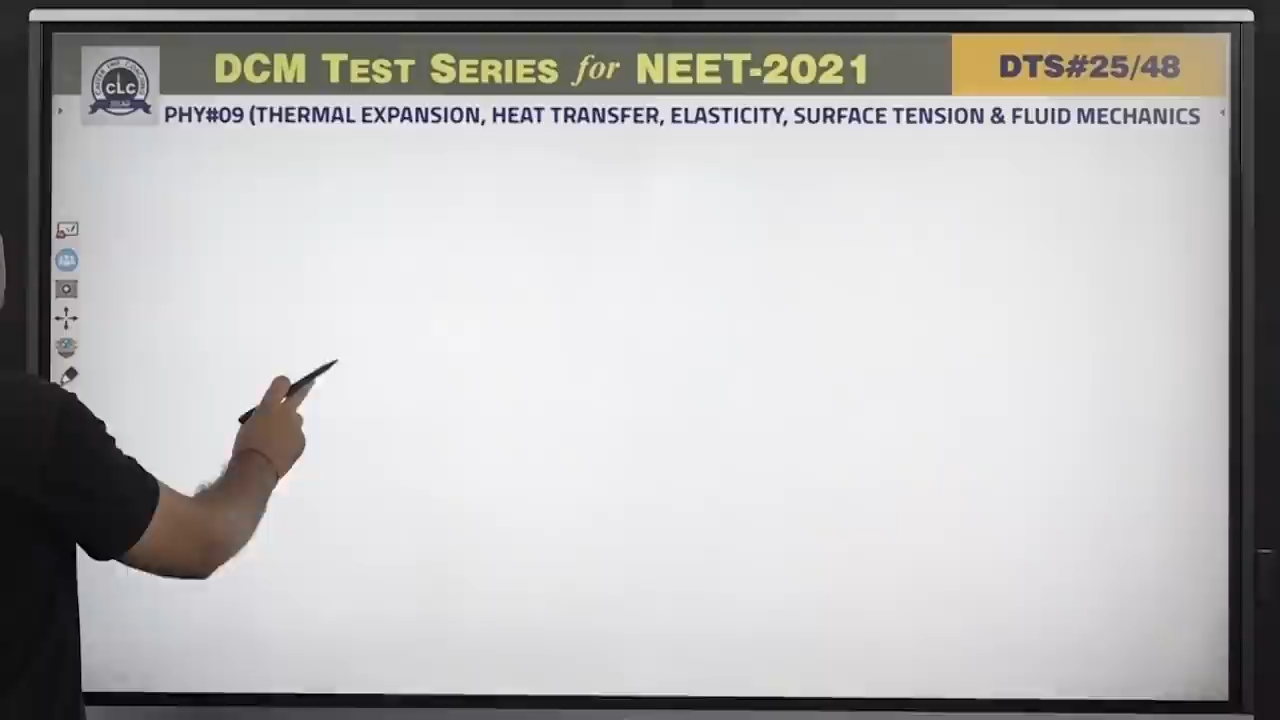 DCM TEST SERIES for NEET-2021
DTS#25/48
CLC
PHY#09 (THERMAL EXPANSION, HEAT TRANSFER, ELASTICITY, SURFACE TENSION & FLUID MECHANICS